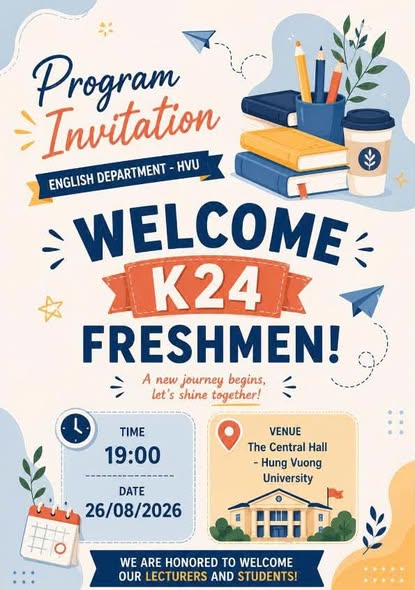 Program
Invitation
ENGLISH DEPARTMENT - HVU
WELCOME
K24
FRESHMEN!
A new journey begins,
let's shine together!
TIME
19:00
DATE
26/08/2026
VENUE
The Central Hall
- Hung Vuong
University
WE ARE HONORED TO WELCOME
OUR LECTURERS AND STUDENTS!